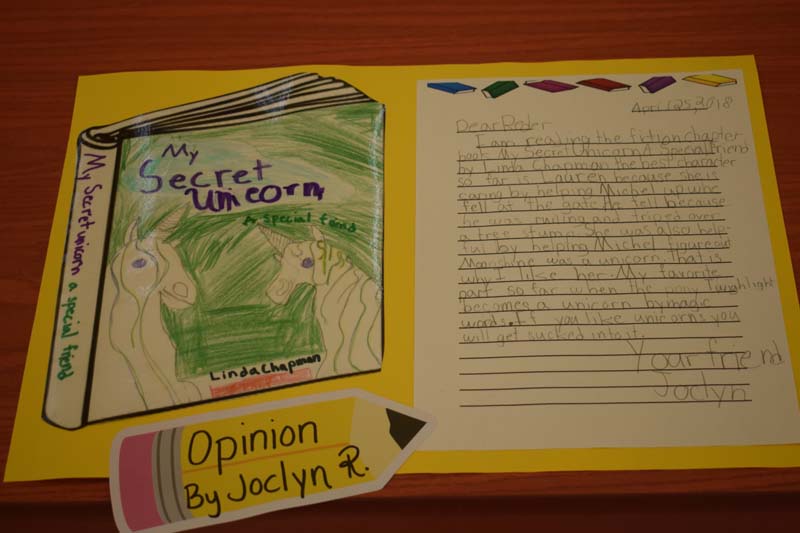 My
Secret
Unicorn
A special fiend
My Secret unicorn a special fiend
Linda Chapman
Opinion
By Joclyn R.
April 25, 2018
Dear Reder
I am reading the fiction chapter
book My Secret Unicorn A Special Friend
by Linda Chapman the best character
so far is Lauren because she is
caring by helping Michel up who
fell at the gate. He fell because
he was runing and triped over
a tree stump. She was also help-
ful by helping Michel figure out
Moonshine was a unicorn. That is
why I like her. My favorite
part so far when the pony Twighlight
becomes a unicorn by magic
words. If you like unicorns you
will get sucked into it.
Your friend
Joclyn